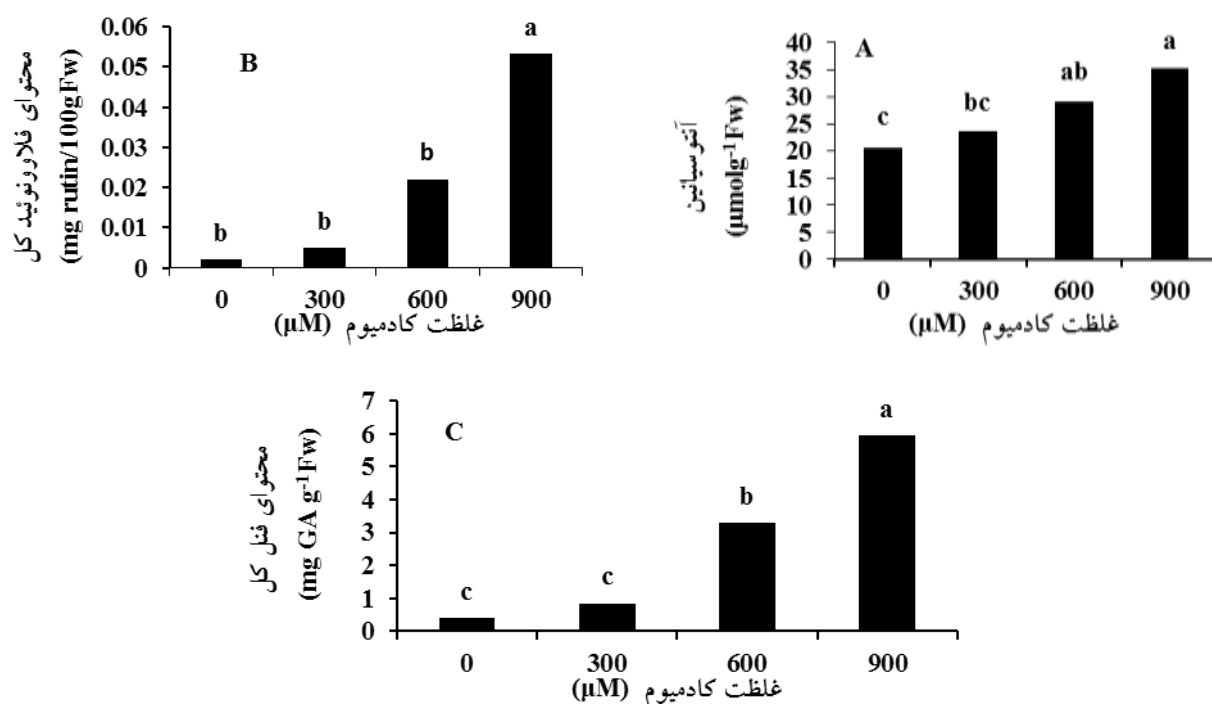 B
محتوای فلاورنوئید کل
(mg rutin/100gFw)
0.06
0.05
0.04
0.03
0.02
0.01
0
b
b
b
a
0 300 600 900
غلظت کادمیوم (µM)
A
آنتوسیانین
(µmolg-1Fw)
40
35
30
25
20
15
10
5
0
c
bc
ab
a
0 300 600 900
غلظت کادمیوم (µM)
C
محتوای فنل کل
(mg GA g-1Fw)
7
6
5
4
3
2
1
0
c
c
b
a
0 300 600 900
غلظت کادمیوم (µM)